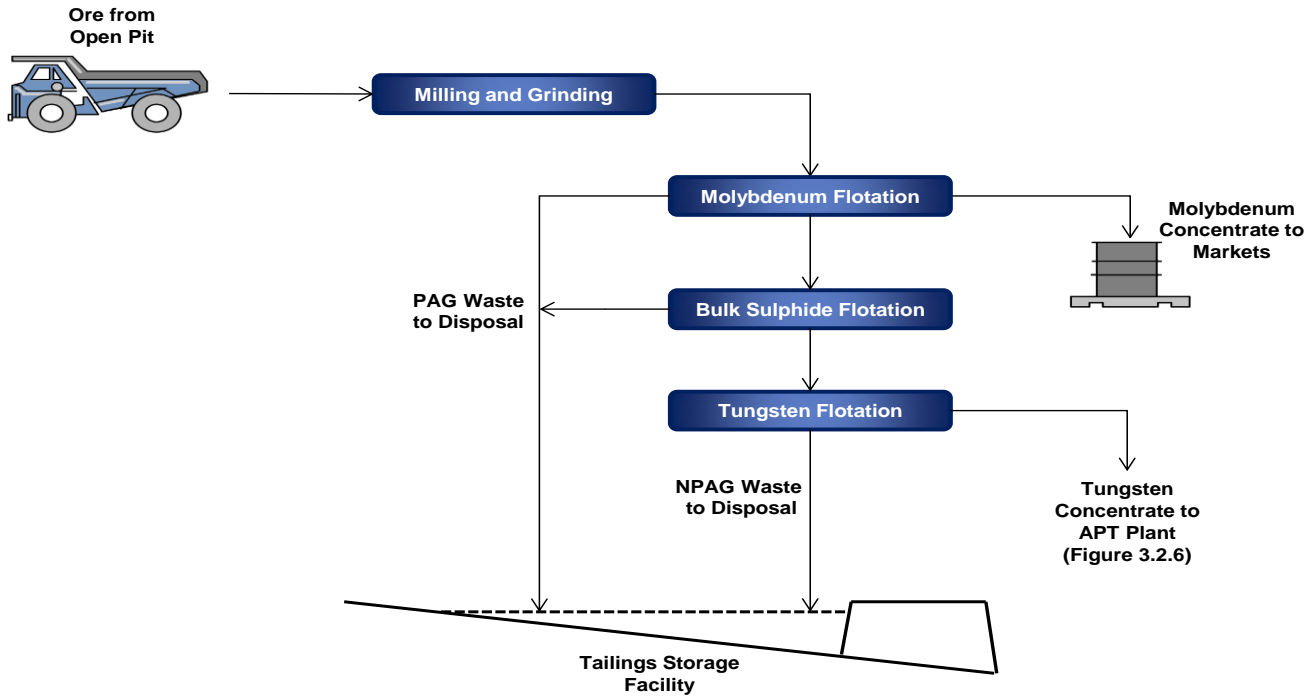 Ore from
Open Pit
Milling and Grinding
Molybdenum Flotation
Molybdenum
Concentrate to
Markets
PAG Waste
to Disposal
Bulk Sulphide Flotation
Tungsten Flotation
NPAG Waste
to Disposal
Tungsten
Concentrate to
APT Plant
(Figure 3.2.6)
Tailings Storage
Facility